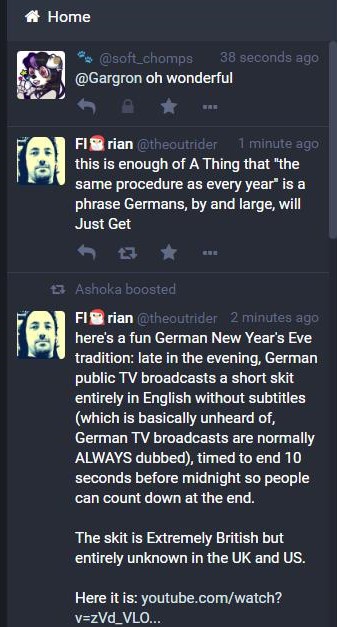 Home
@soft_chomps 38 seconds ago
@Gargron oh wonderful
Fl🎅rian @theoutrider 1 minute ago
this is enough of A Thing that "the
same procedure as every year" is a
phrase Germans, by and large, will
Just Get
Ashoka boosted
Fl🎅rian @theoutrider 2 minutes ago
here's a fun German New Year's Eve
tradition: late in the evening, German
public TV broadcasts a short skit
entirely in English without subtitles
(which is basically unheard of,
German TV broadcasts are normally
ALWAYS dubbed), timed to end 10
seconds before midnight so people
can count down at the end.
The skit is Extremely British but
entirely unknown in the UK and US.
Here it is: youtube.com/watch?
v=zVd_VLO...